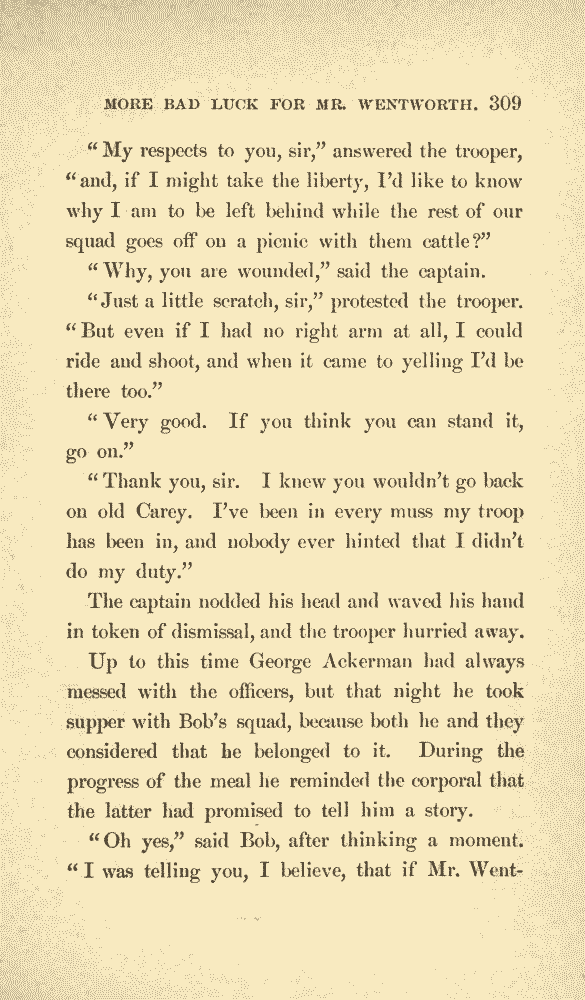 MORE BAD LUCK FOR MR. WENTWORTH. 309
“My respects to you, sir,” answered the trooper,
“and, if I might take the liberty, I’d like to know
why I am to be left behind while the rest of our
squad goes off on a picnic with them cattle?”
“Why, you are wounded,” said the captain.
“Just a little scratch, sir,” protested the trooper.
“But even if I had no right arm at all, I could
ride and shoot, and when it came to yelling I’d be
there too.”
“Very good. If you think you can stand it,
go on.”
“Thank you, sir. I knew you wouldn’t go back
on old Carey. I’ve been in every muss my troop
has been in, and nobody ever hinted that I didn’t
do my duty.”
The captain nodded his head and waved his hand
in token of dismissal, and the trooper hurried away.
Up to this time George Ackerman had always
messed with the officers, but that night he took
supper with Bob’s squad, because both he and they
considered that he belonged to it. During the
progress of the meal he reminded the corporal that
the latter had promised to tell him a story.
“Oh yes,” said Bob, after thinking a moment.
“I was telling you, I believe, that if Mr. Went-